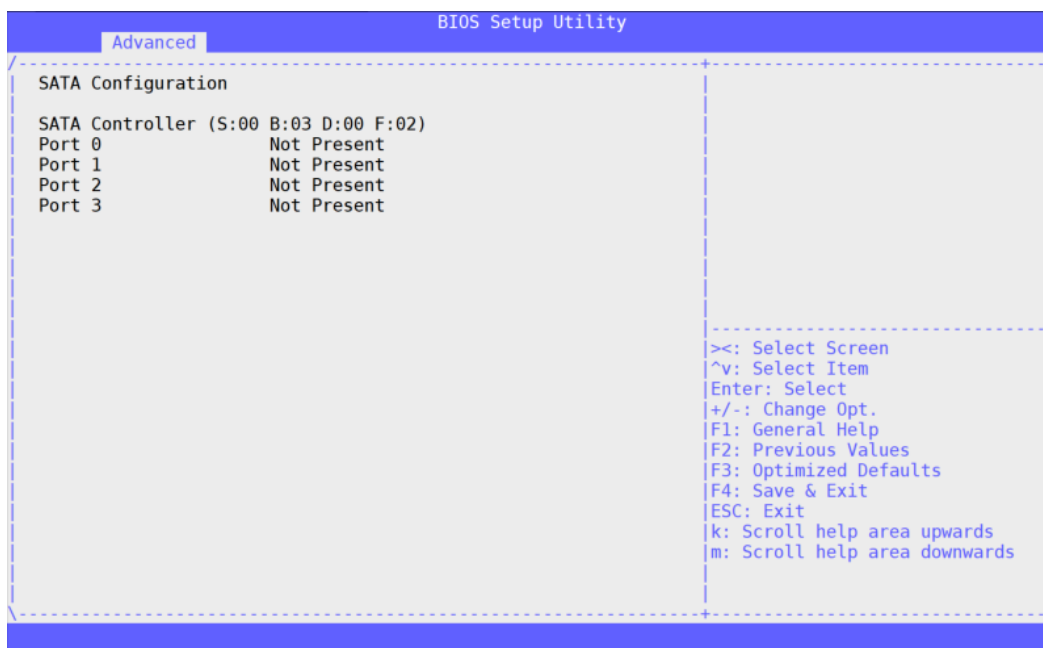 BIOS Setup Utility
Advanced
SATA Configuration
SATA Controller (S:00 B:03 D:00 F:02)
Port 0 Not Present
Port 1 Not Present
Port 2 Not Present
Port 3 Not Present
><: Select Screen
^v: Select Item
Enter: Select
+/-: Change Opt.
F1: General Help
F2: Previous Values
F3: Optimized Defaults
F4: Save & Exit
ESC: Exit
k: Scroll help area upwards
m: Scroll help area downwards